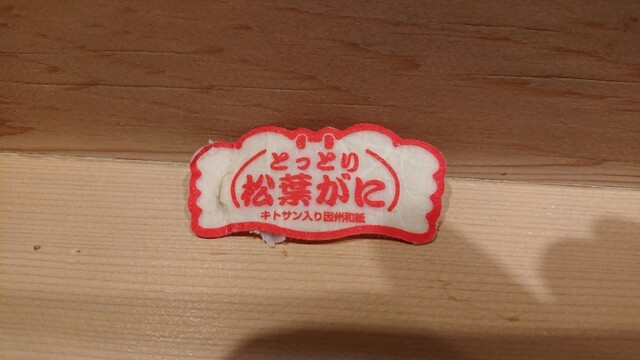 とっとり
松葉がに
キトサン入り因州和紙